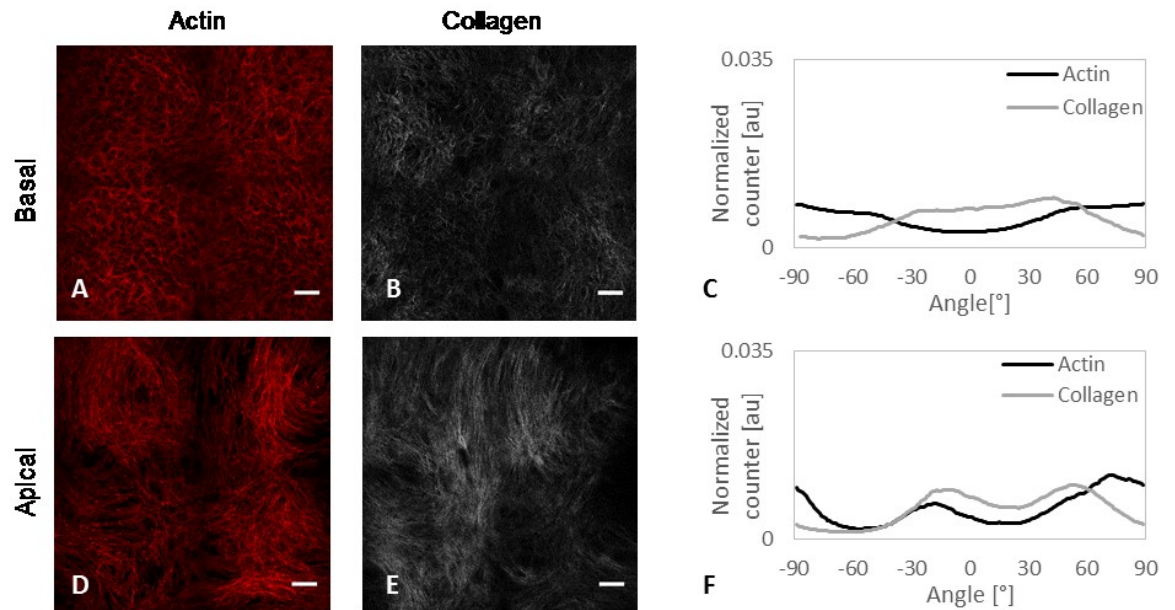 Actin
Collagen
Basal
Apical
A
B
0.035
Normalized
counter [au]
0
Actin
Collagen
-90 -60 -30 0 30 60 90
Angle[°]
C
D
E
0.035
Normalized
counter [au]
0
Actin
Collagen
-90 -60 -30 0 30 60 90
Angle [°]
F